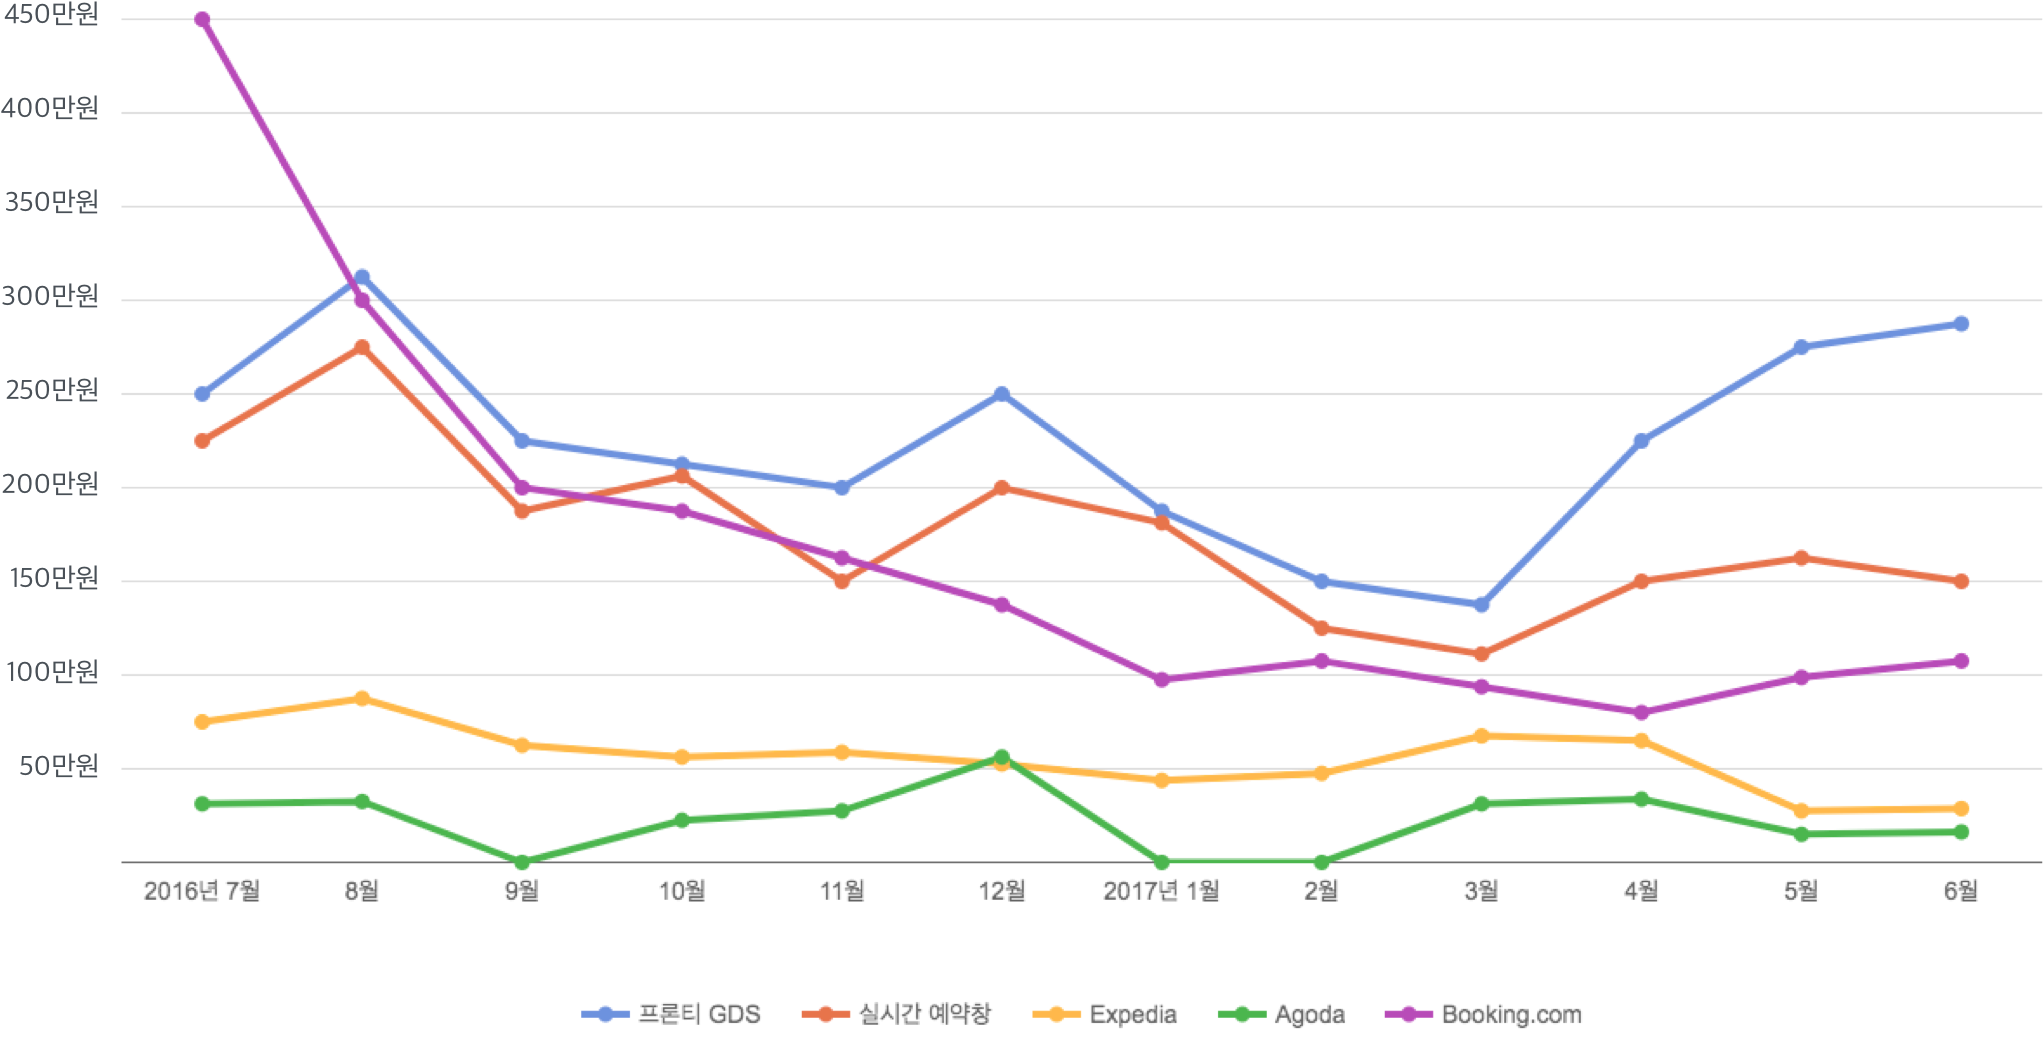 450만원
400만원
350만원
300만원
250만원
200만원
150만원
100만원
50만원
2016년 7월 8월 9월 10월 11월 12월 2017년 1월 2월 3월 4월 5월 6월
프론티 GDS 실시간 예약창 Expedia Agoda Booking.com